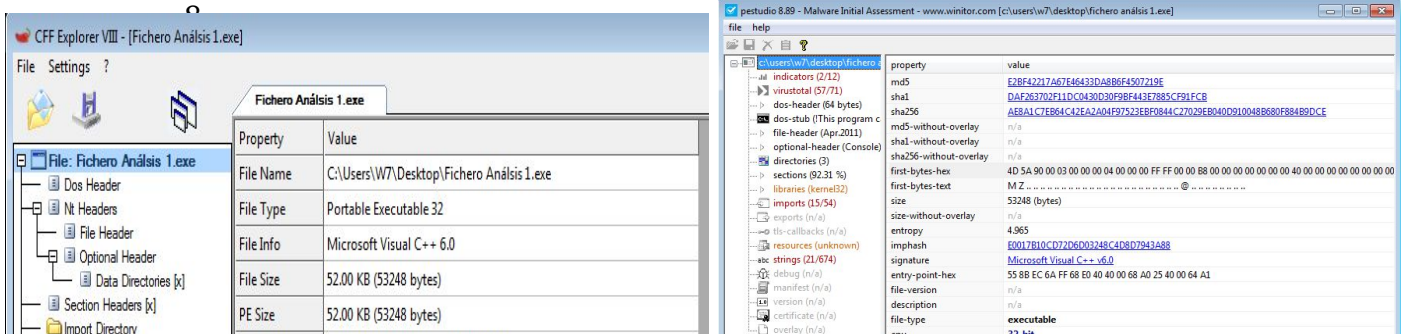 CFF Explorer VIII - [Fichero Análsis 1.exe]
File Settings ?
Fichero Análsis 1.exe
Property Value
File: Fichero Análsis 1.exe
Dos Header
Nt Headers
File Header
Optional Header
Data Directories [x]
Section Headers [x]
Import Directory
File Name C:\Users\W7\Desktop\Fichero Análsis 1.exe
File Type Portable Executable 32
File Info Microsoft Visual C++ 6.0
File Size 52.00 KB (53248 bytes)
PE Size 52.00 KB (53248 bytes)
pestudio 8.89 - Malware Initial Assessment - www.winitor.com [c:\users\w7\desktop\fichero análsis 1.exe]
file help
c:\users\w7\desktop\fichero a
indicators (2/12)
virustotal (57/71)
dos-header (64 bytes)
dos-stub (!This program c
file-header (Apr.2011)
optional-header (Console)
directories (3)
sections (92.31 %)
libraries (kernel32)
imports (15/54)
exports (n/a)
tls-callbacks (n/a)
resources (unknown)
abc strings (21/674)
debug (n/a)
manifest (n/a)
1.0 version (n/a)
certificate (n/a)
overlay (n/a)
property value
md5 E2BF42217A67E46433DA8B6F4507219E
sha1 DAF263702F11DC0430D30F9BF443E7885CF91FCB
sha256 AE8A1C7EB64C42EA2A04F97523EBF0844C27029EB040D910048B680F884B9DCE
md5-without-overlay n/a
sha1-without-overlay n/a
sha256-without-overlay n/a
first-bytes-hex 4D 5A 90 00 03 00 00 00 04 00 00 00 FF FF 00 00 B8 00 00 00 00 00 00 00 40 00 00 00 00 00 00 00
first-bytes-text M Z .. .. .. .. .. .. .. .. .. .. .. .. .. .. .. .. .. .. .. .. @ .. .. .. .. .. .. ..
size 53248 (bytes)
size-without-overlay n/a
entropy 4.965
imphash E0017B10CD72D6D03248C4D8D7943A88
signature Microsoft Visual C++ v6.0
entry-point-hex 55 8B EC 6A FF 68 E0 40 40 00 68 A0 25 40 00 64 A1
file-version n/a
description n/a
file-type executable
32-bit